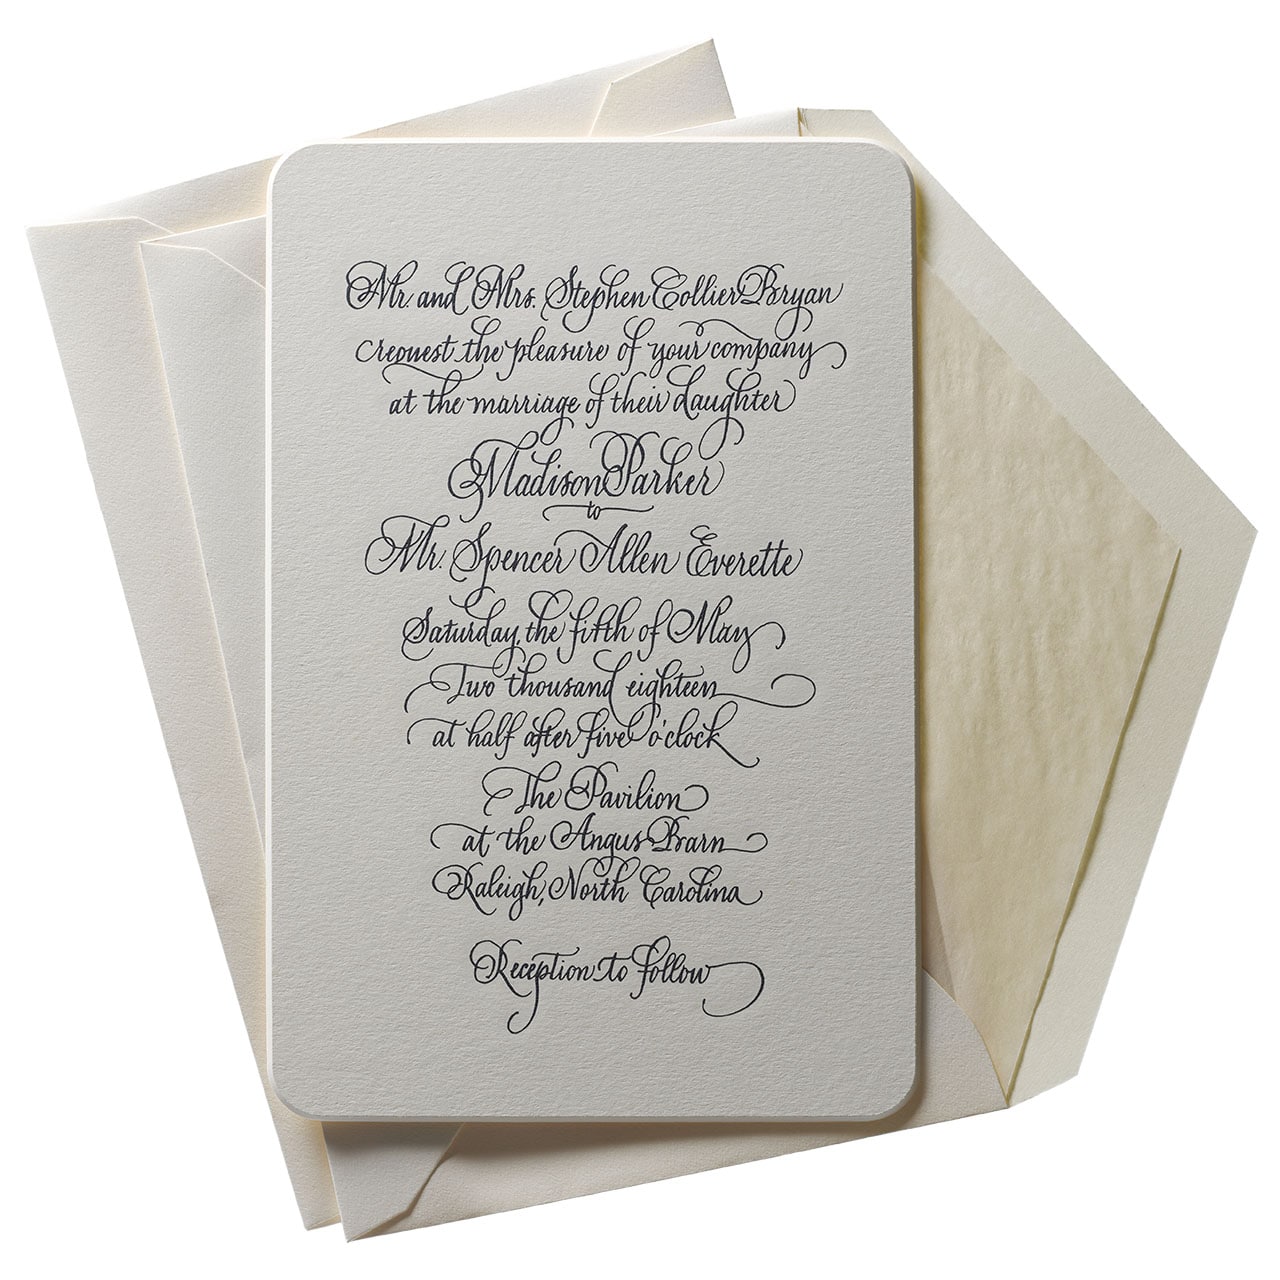 Mr. and Mrs. Stephen Collier Bryan
request the pleasure of your company
at the marriage of their daughter
Madison Parker
to
Mr. Spencer Allen Everette
Saturday, the fifth of May
Two thousand eighteen
at half after five o'clock
The Pavilion
at the Angus Barn
Raleigh, North Carolina
Reception to follow